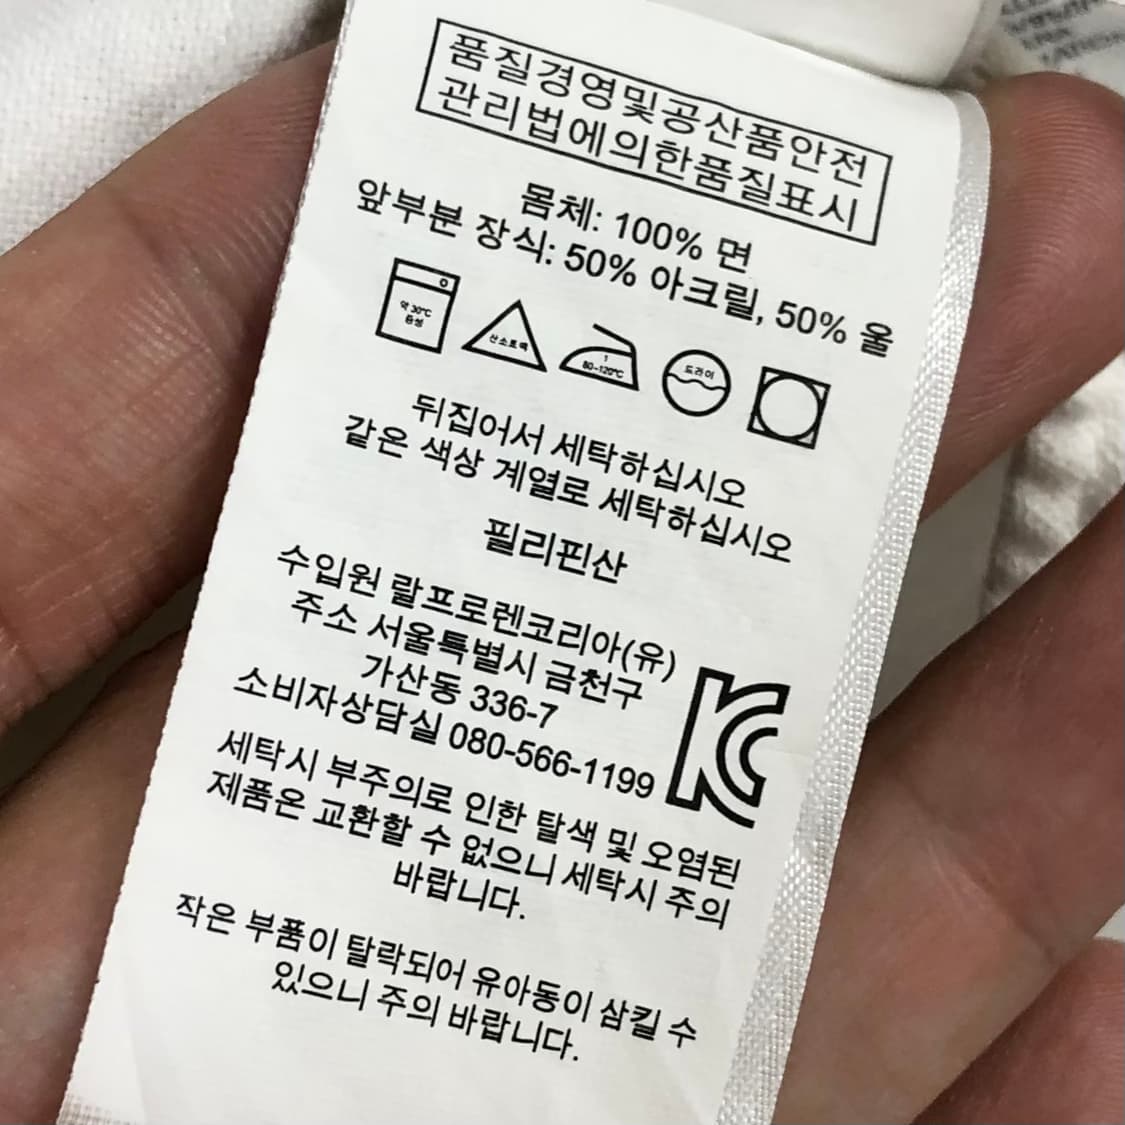 품질경영및공산품안전
관리법에의한품질표시
몸체: 100% 면
앞부분 장식: 50% 아크릴, 50% 울
약 30℃
중성
산소표백
1
80~120℃
드라이
뒤집어서 세탁하십시오
같은 색상 계열로 세탁하십시오
필리핀산
수입원 랄프로렌코리아(유)
주소 서울특별시 금천구
가산동 336-7
소비자상담실 080-566-1199
세탁시 부주의로 인한 탈색 및 오염된
제품은 교환할 수 없으니 세탁시 주의
바랍니다.
작은 부품이 탈락되어 유아동이 삼킬 수
있으니 주의 바랍니다.